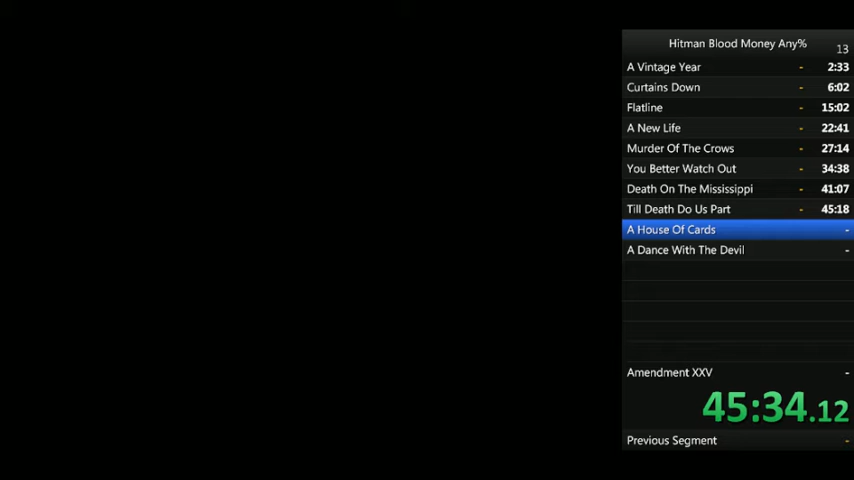 Hitman Blood Money Any%
13
A Vintage Year - 2:33
Curtains Down - 6:02
Flatline - 15:02
A New Life - 22:41
Murder Of The Crows - 27:14
You Better Watch Out - 34:38
Death On The Mississippi - 41:07
Till Death Do Us Part - 45:18
A House Of Cards -
A Dance With The Devil -
Amendment XXV -
45:34.12
Previous Segment -